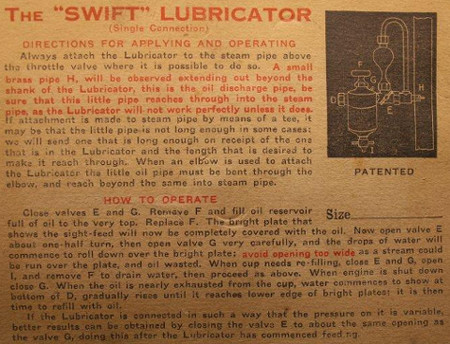 The "SWIFT" LUBRICATOR
(Single Connection)
DIRECTIONS FOR APPLYING AND OPERATING
Always attach the Lubricator to the steam pipe above
the throttle valve where it is possible to do so. A small
brass pipe H, will be observed extending out beyond the
shank of the Lubricator, this is the oil discharge pipe, be
sure that this little pipe reaches through into the steam
pipe, as the Lubricator will not work perfectly unless it does.
If attachment is made to steam pipe by means of a tee, it
may be that the little pipe is not long enough in some cases;
we will send one that is long enough on receipt of the one
that is in the Lubricator and the length that is desired to
make it reach through. When an elbow is used to attach
the Lubricator the little oil pipe must be bent through the
elbow, and reach beyond the same into steam pipe.
PATENTED
HOW TO OPERATE
Size
Close valves E and G. Remove F and fill oil reservoir
full of oil to the very top. Replace F. The bright plate that
shows the sight-feed will now be completely covered with the oil. Now open valve E
about one-half turn, then open valve G very carefully, and the drops of water will
commence to roll down over the bright plate; avoid opening too wide as a stream could
be run over the plate, and oil wasted. When cup needs re-filling, close E and G, open
I, and remove F to drain water, then proceed as above. When engine is shut down
close G. When the oil is nearly exhausted from the cup, water commences to show at
bottom of D, gradually rises until it reaches lower edge of bright plates: it is then
time to refill with oil.
If the Lubricator is connected in such a way that the pressure on it is variable,
better results can be obtained by closing the valve E to about the same opening as
the valve G, doing this after the Lubricator has commenced feeding.